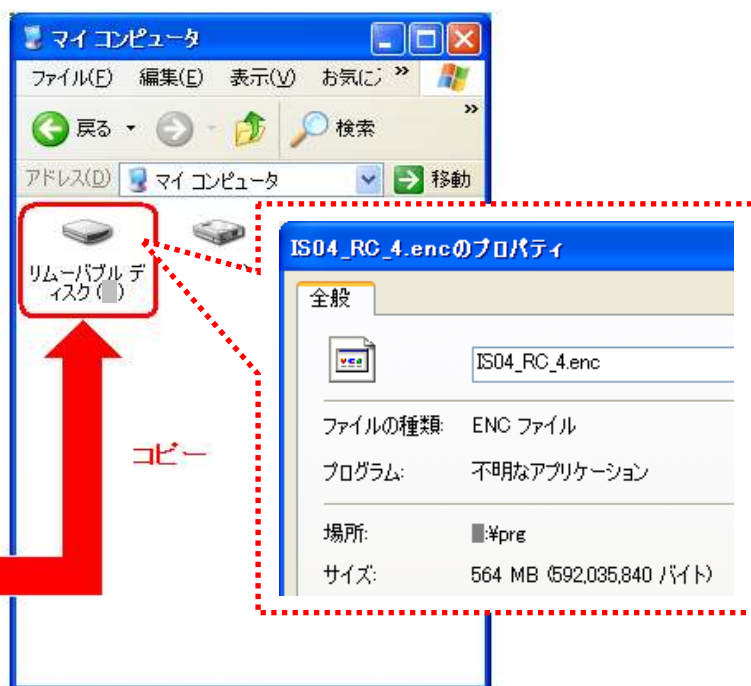 マイ コンピュータ
ファイル(F) 編集(E) 表示(V) お気に »
戻る 検索 »
アドレス(D) マイ コンピュータ 移動
リムーバブル デ
ィスク ( )
コピー
IS04_RC_4.encのプロパティ
全般
IS04_RC_4.enc
ファイルの種類: ENC ファイル
プログラム: 不明なアプリケーション
場所: :¥prg
サイズ: 564 MB (592,035,840 バイト)